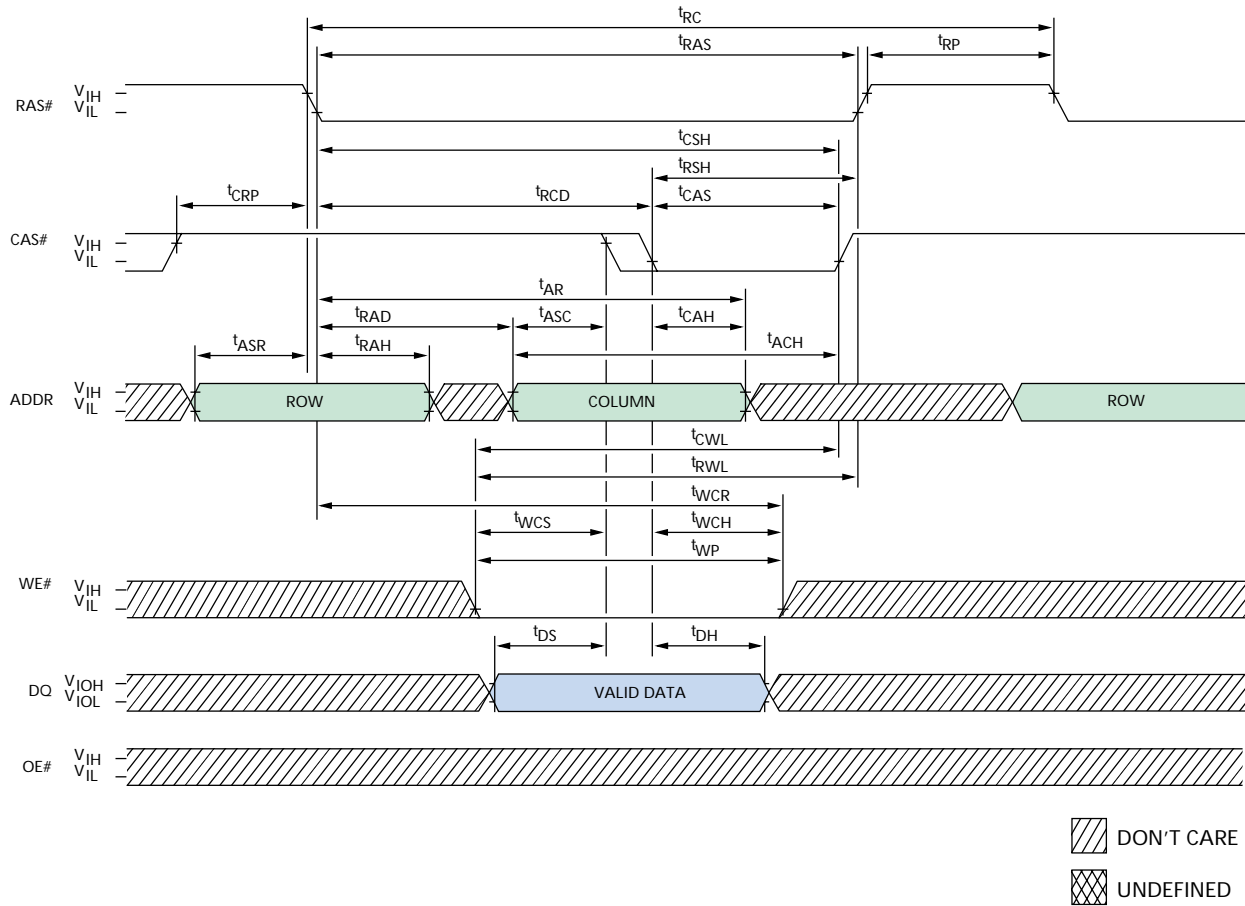 tRC
tRAS
tRP
RAS# VIH
VIL
tCSH
tRSH
tCRP
tRCD
tCAS
CAS# VIH
VIL
tAR
tRAD
tASC
tCAH
tASR
tRAH
tACH
ADDR VIH
VIL
ROW
COLUMN
ROW
tCWL
tRWL
tWCR
tWCS
tWCH
tWP
WE# VIH
VIL
tDS
tDH
DQ VIOH
VIOL
VALID DATA
OE# VIH
VIL
DON'T CARE
UNDEFINED